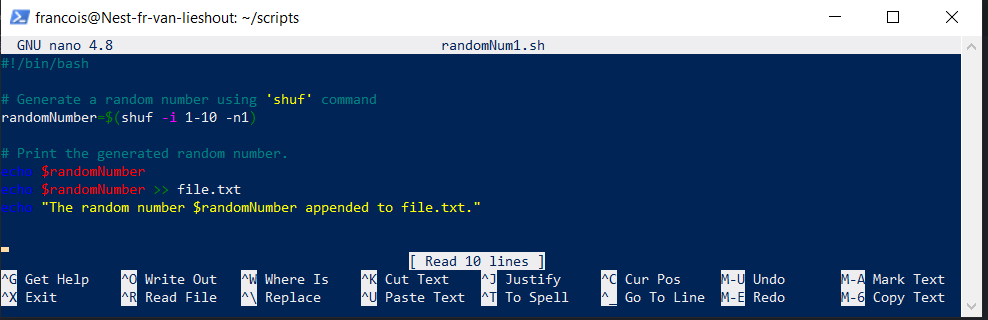 francois@Nest-fr-van-lieshout: ~/scripts
GNU nano 4.8 randomNum1.sh
#!/bin/bash
# Generate a random number using 'shuf' command
randomNumber=$(shuf -i 1-10 -n1)
# Print the generated random number.
echo $randomNumber
echo $randomNumber >> file.txt
echo "The random number $randomNumber appended to file.txt."
[ Read 10 lines ]
^G Get Help ^O Write Out ^W Where Is ^K Cut Text ^J Justify ^C Cur Pos M-U Undo M-A Mark Text
^X Exit ^R Read File ^\ Replace ^U Paste Text ^T To Spell ^_ Go To Line M-E Redo M-6 Copy Text